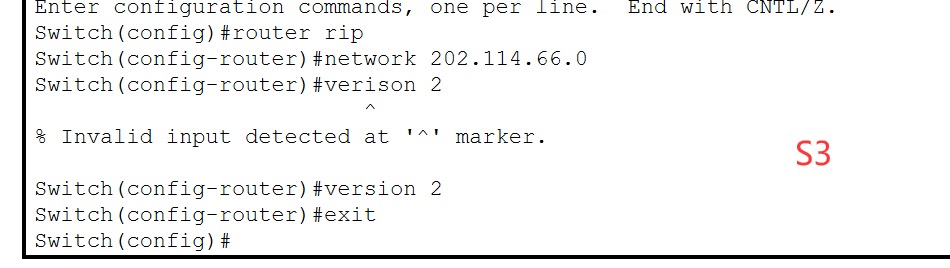 Enter configuration commands, one per line.  End with CNTL/Z.
Switch(config)#router rip
Switch(config-router)#network 202.114.66.0
Switch(config-router)#verison 2
^
% Invalid input detected at '^' marker.
S3
Switch(config-router)#version 2
Switch(config-router)#exit
Switch(config)#